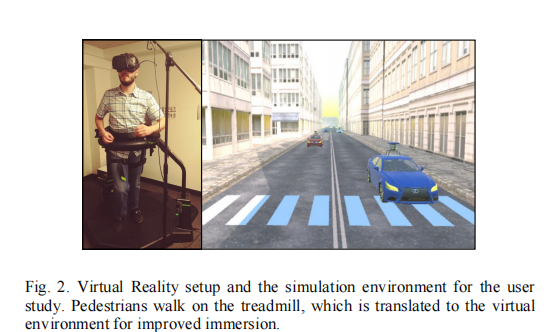 Fig. 2. Virtual Reality setup and the simulation environment for the user
study. Pedestrians walk on the treadmill, which is translated to the virtual
environment for improved immersion.